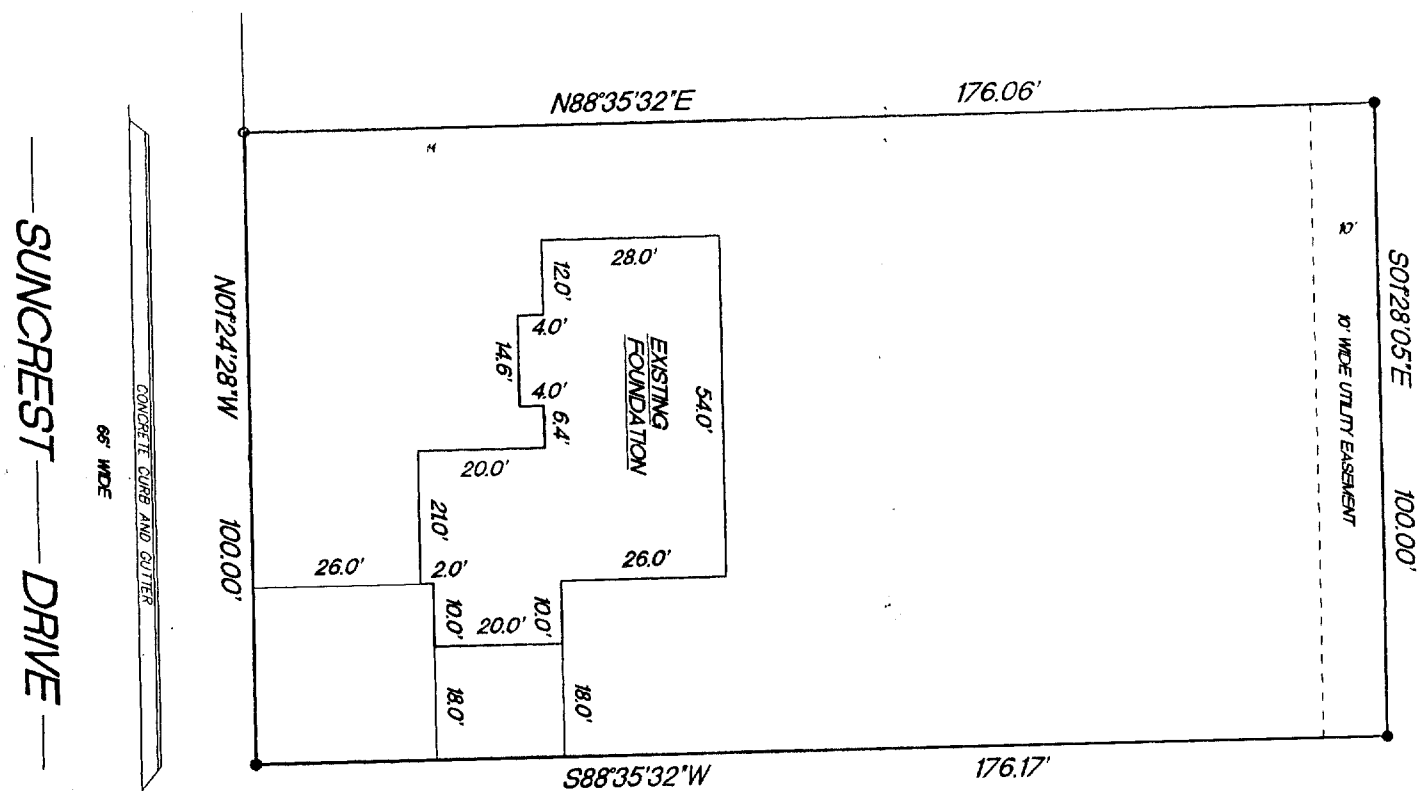 N88°35'32"E
176.06'
10'
S01°28'05"E
100.00'
10' WIDE UTILITY EASEMENT
28.0'
12.0'
4.0'
14.6'
4.0'
6.4'
EXISTING
FOUNDATION
54.0'
20.0'
21.0'
26.0'
26.0'
2.0'
10.0'
20.0'
10.0'
18.0'
18.0'
N01°24'28"W
100.00'
CONCRETE CURB AND GUTTER
66' WIDE
SUNCREST DRIVE
S88°35'32"W
176.17'